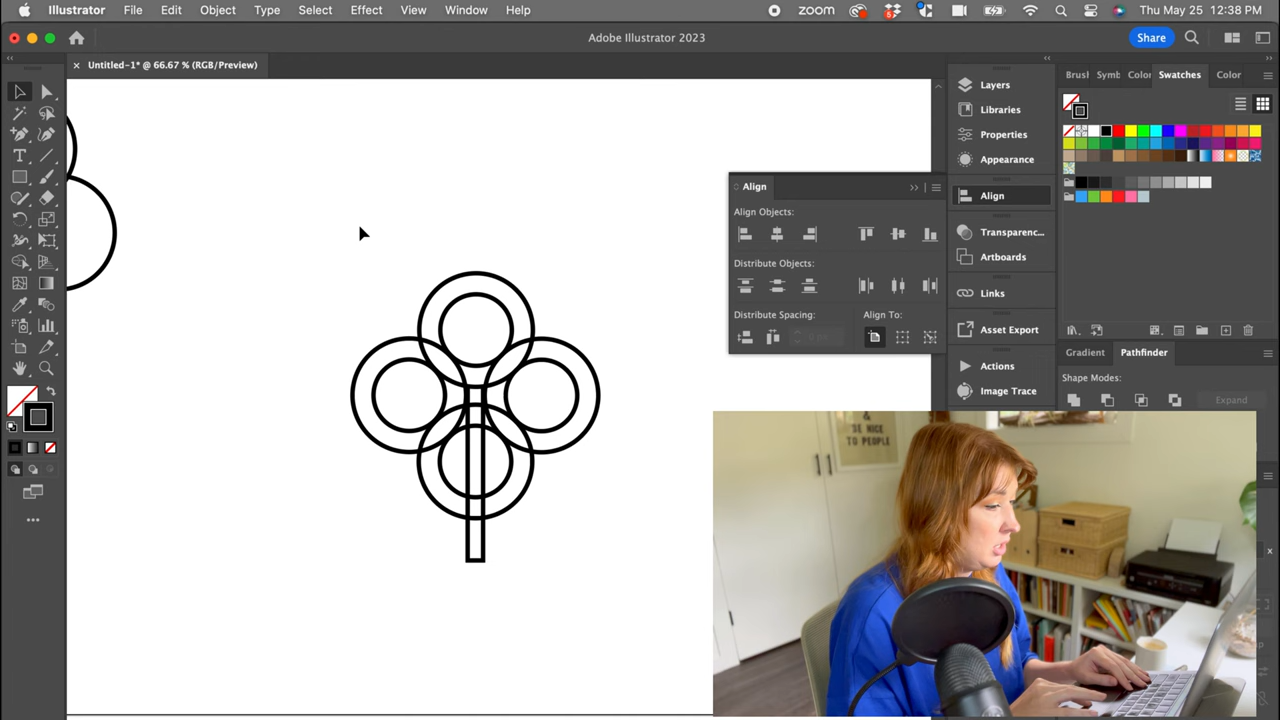 Illustrator File Edit Object Type Select Effect View Window Help
zoom
Thu May 25 12:38 PM
Adobe Illustrator 2023
Share
× Untitled-1* @ 66.67 % (RGB/Preview)
Align
Align Objects:
Distribute Objects:
Distribute Spacing:
Align To:
Layers
Libraries
Properties
Appearance
Align
Transparenc...
Artboards
Links
Asset Export
Actions
Image Trace
Brusl Symb Color Swatches Color
Gradient Pathfinder
Shape Modes:
Expand
&
SE NICE
TO PEOPLE